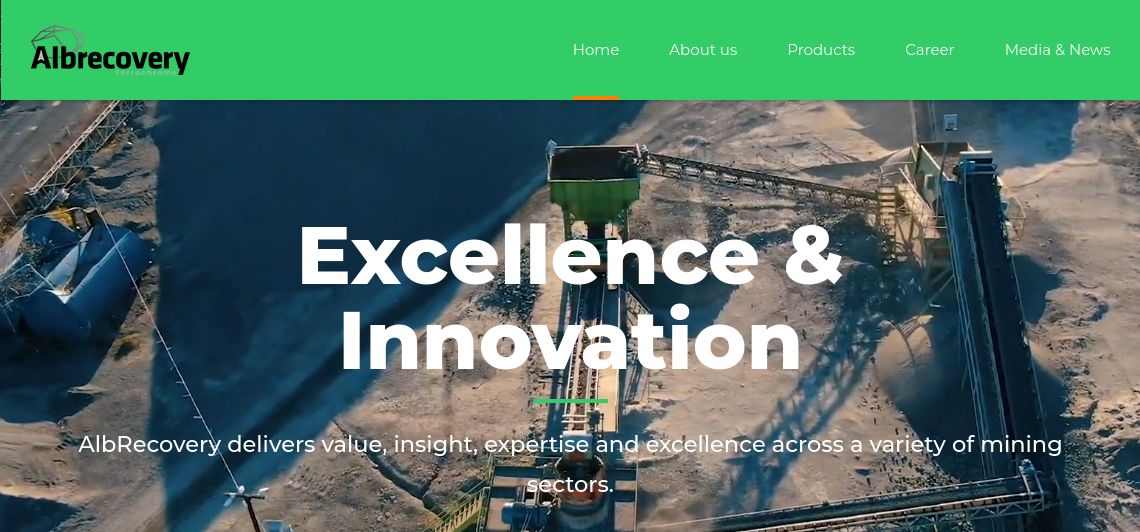 Albrecovery
Ferrochrome
Home
About us
Products
Career
Media & News
Excellence &
Innovation
AlbRecovery delivers value, insight, expertise and excellence across a variety of mining
sectors.